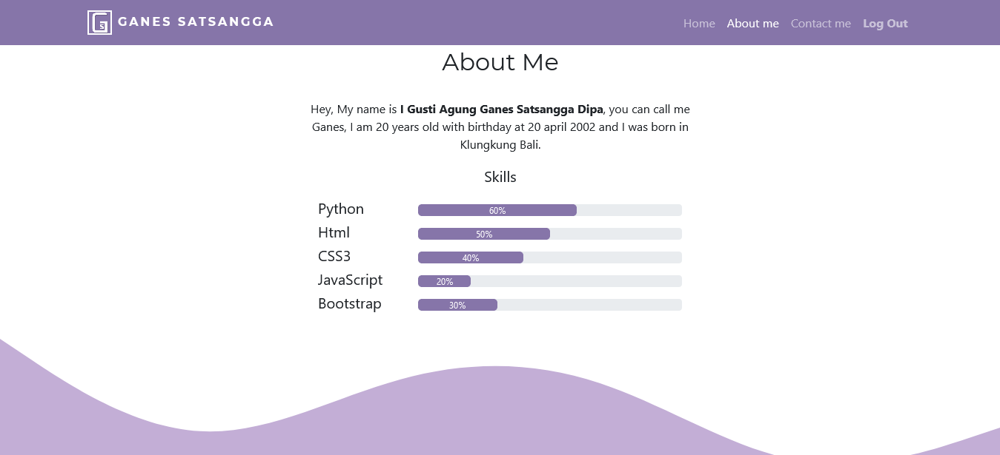 GS GANES SATSANGGA
Home About me Contact me Log Out
About Me
Hey, My name is I Gusti Agung Ganes Satsangga Dipa, you can call me
Ganes, I am 20 years old with birthday at 20 april 2002 and I was born in
Klungkung Bali.
Skills
Python 60%
Html 50%
CSS3 40%
JavaScript 20%
Bootstrap 30%